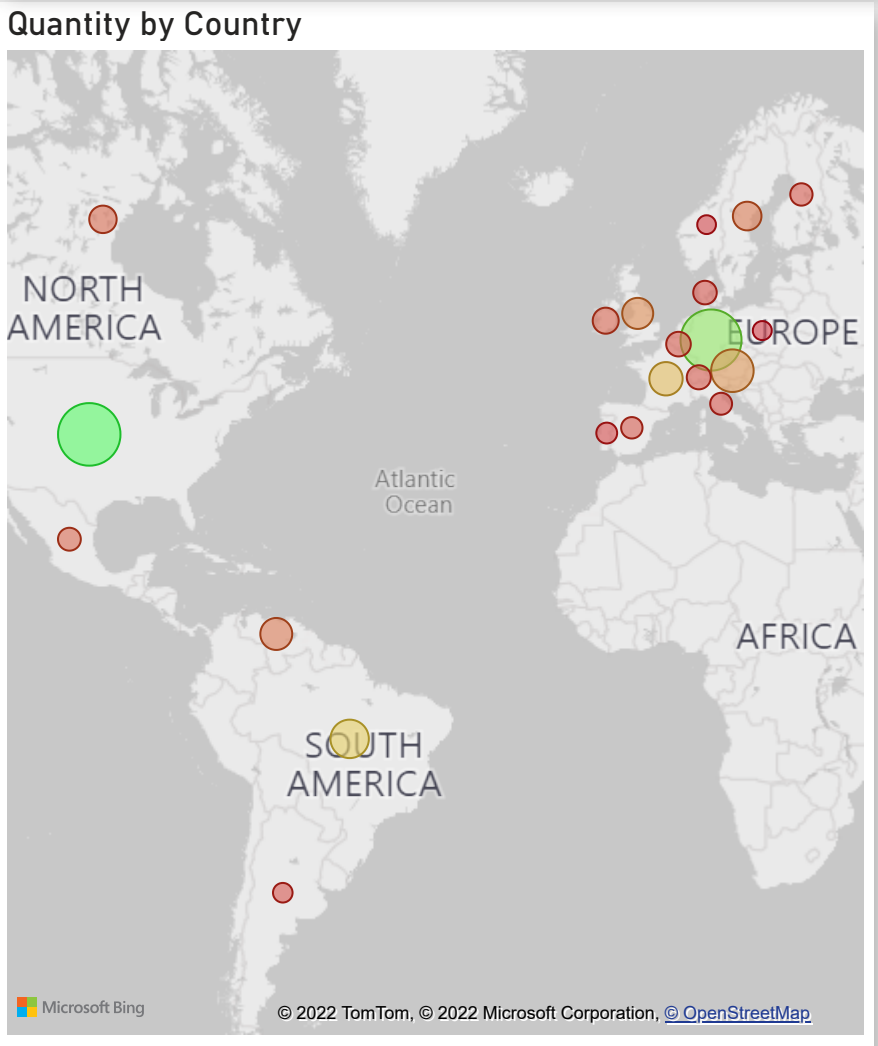 Quantity by Country
NORTH
AMERICA
EUROPE
Atlantic
Ocean
AFRICA
SOUTH
AMERICA
Microsoft Bing
© 2022 TomTom, © 2022 Microsoft Corporation, © OpenStreetMap